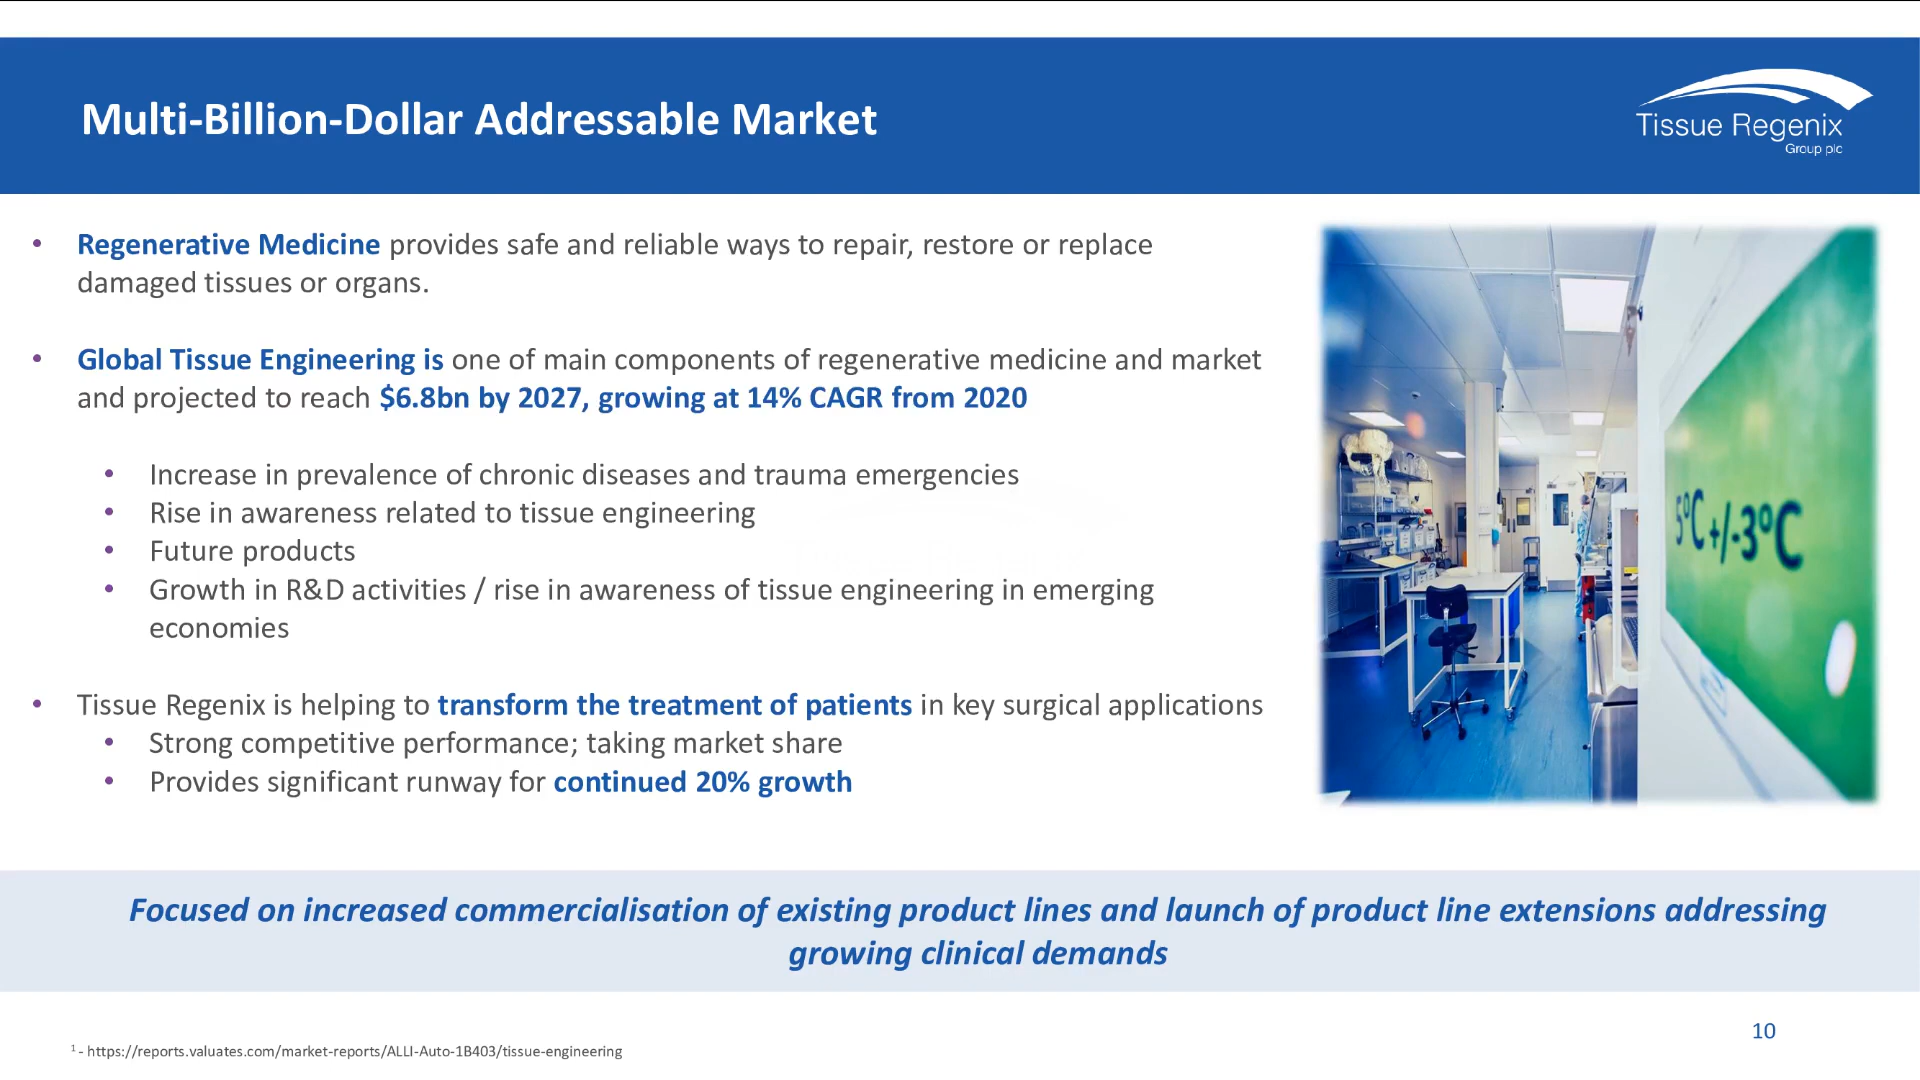 Multi-Billion-Dollar Addressable Market
Tissue Regenix
Group plc
• Regenerative Medicine provides safe and reliable ways to repair, restore or replace
damaged tissues or organs.
• Global Tissue Engineering is one of main components of regenerative medicine and market
and projected to reach $6.8bn by 2027, growing at 14% CAGR from 2020
• Increase in prevalence of chronic diseases and trauma emergencies
• Rise in awareness related to tissue engineering
• Future products
• Growth in R&D activities / rise in awareness of tissue engineering in emerging
economies
• Tissue Regenix is helping to transform the treatment of patients in key surgical applications
• Strong competitive performance; taking market share
• Provides significant runway for continued 20% growth
5ºC +/-3ºC
Focused on increased commercialisation of existing product lines and launch of product line extensions addressing
growing clinical demands
10
¹ - https://reports.valuates.com/market-reports/ALLI-Auto-1B403/tissue-engineering